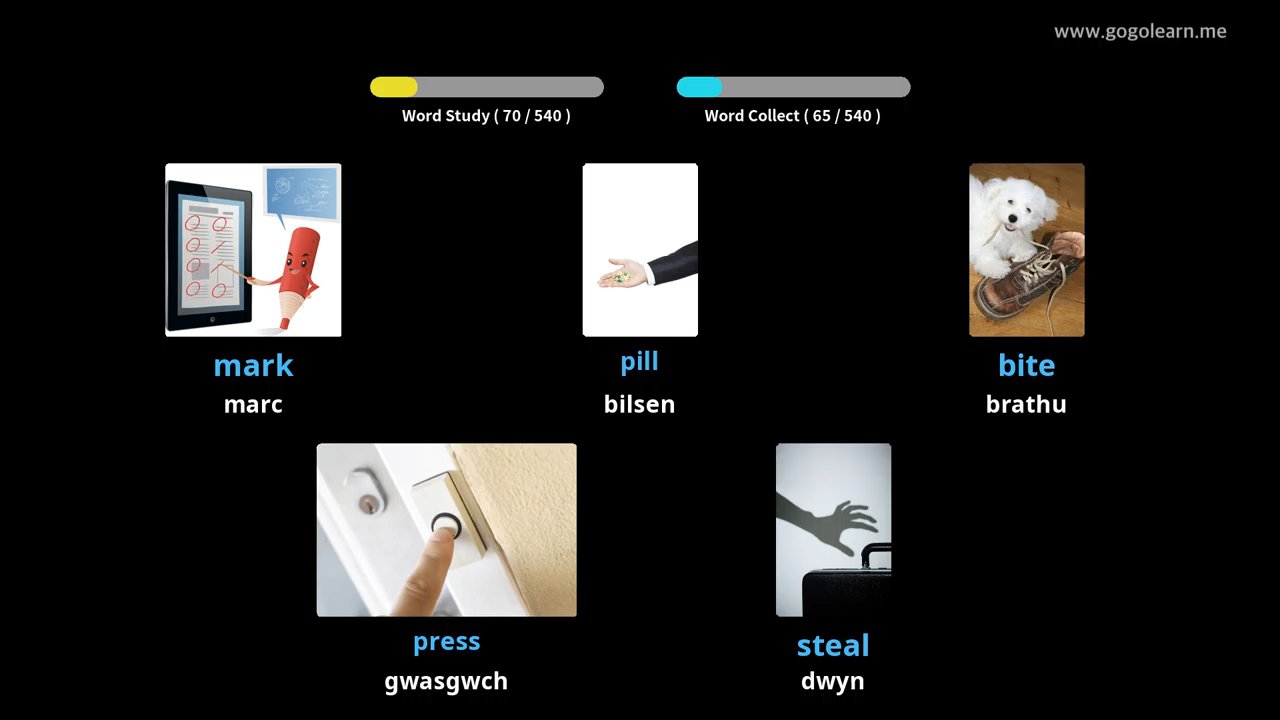 www.gogolearn.me
Word Study ( 70 / 540 )
Word Collect ( 65 / 540 )
mark
marc
pill
bilsen
bite
brathu
press
gwasgwch
steal
dwyn